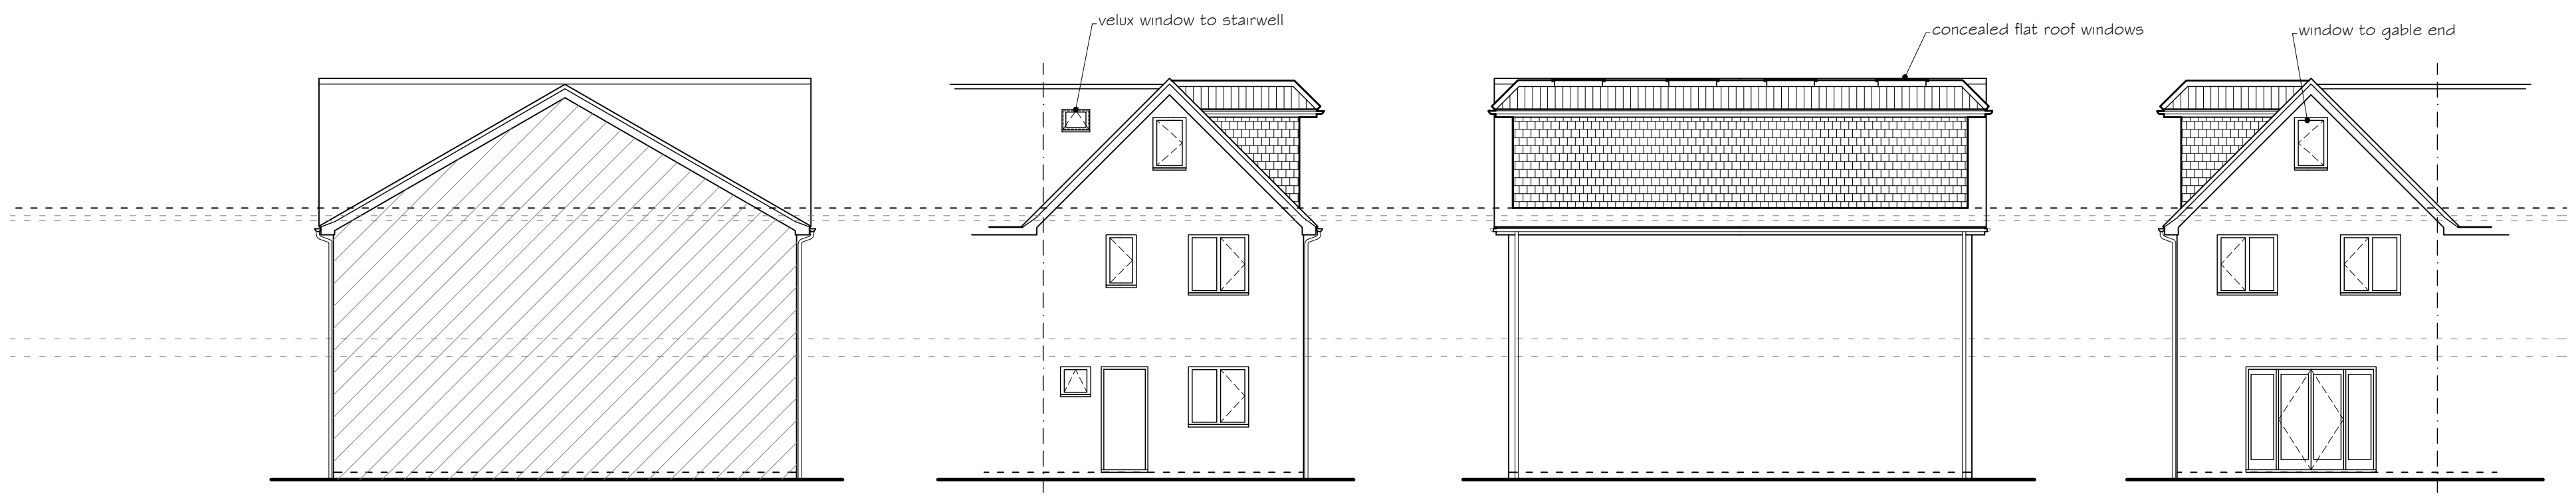 velux window to stairwell
concealed flat roof windows
window to gable end